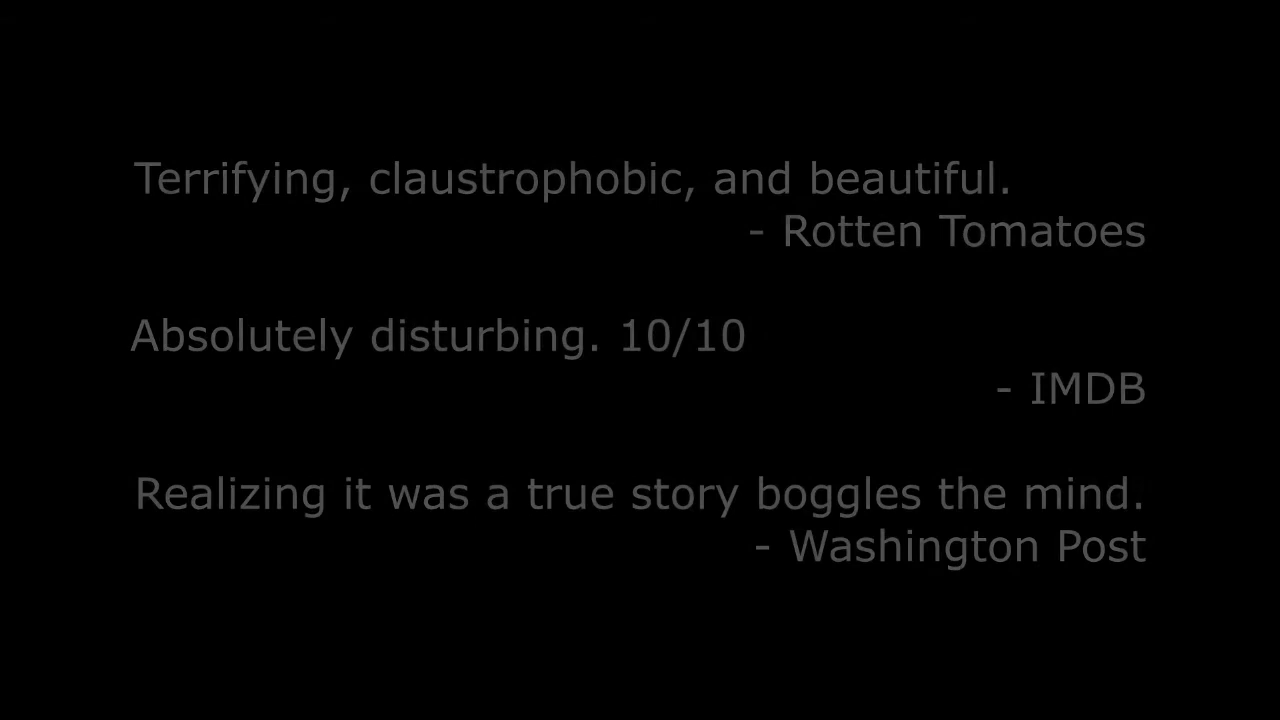 Terrifying, claustrophobic, and beautiful.
- Rotten Tomatoes
Absolutely disturbing. 10/10
- IMDB
Realizing it was a true story boggles the mind.
- Washington Post